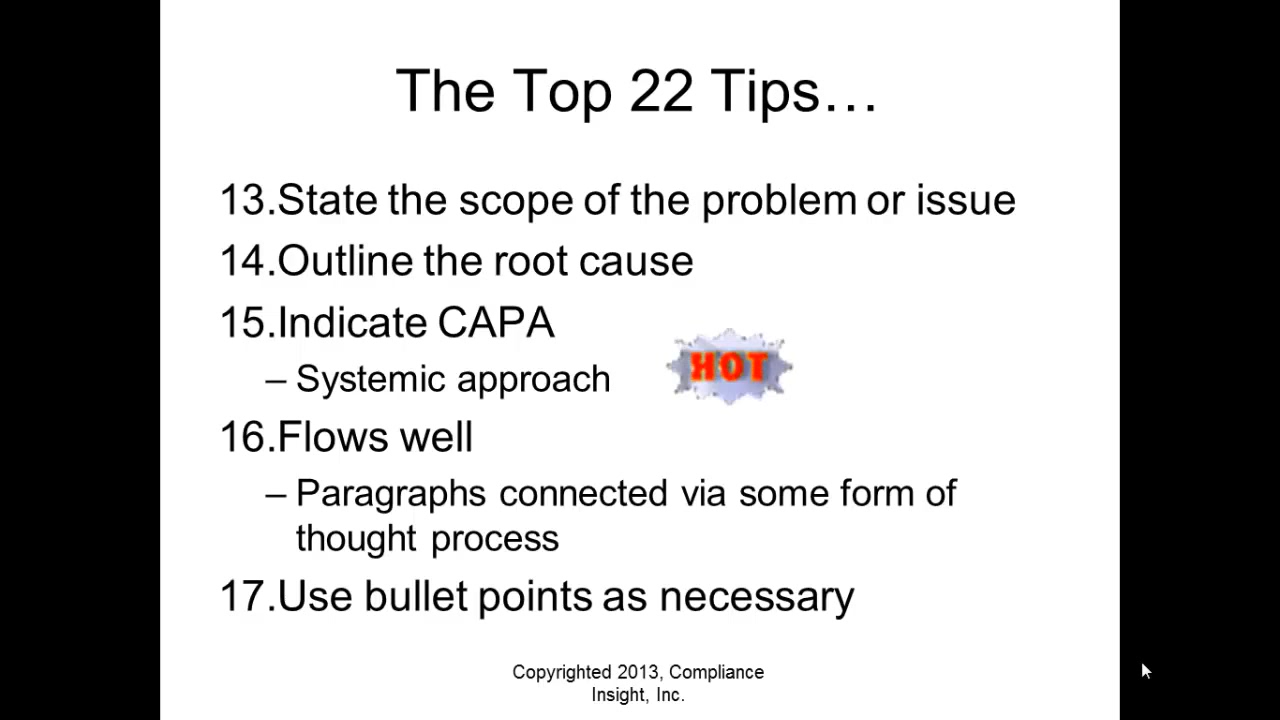 The Top 22 Tips…
13.State the scope of the problem or issue
14.Outline the root cause
15.Indicate CAPA
– Systemic approach
HOT
16.Flows well
– Paragraphs connected via some form of
thought process
17.Use bullet points as necessary
Copyrighted 2013, Compliance
Insight, Inc.